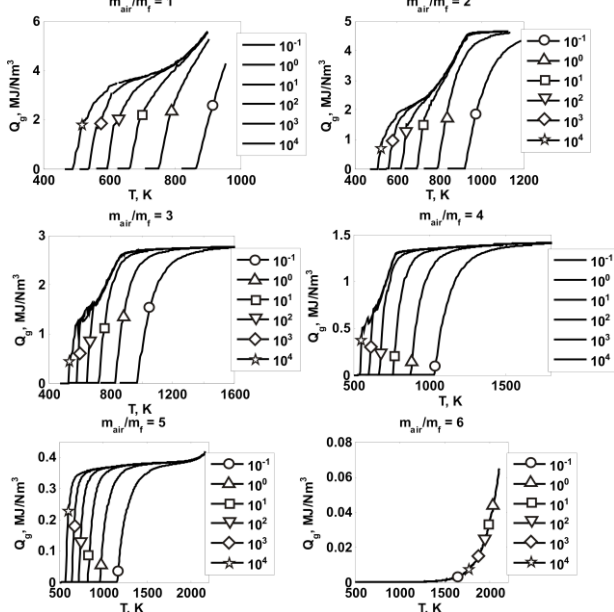 m_air/m_f = 1
Q_g, MJ/Nm³
6
4
2
0
400 600 800 1000
T, K
10⁻¹
10⁰
10¹
10²
10³
10⁴
m_air/m_f = 2
Q_g, MJ/Nm³
5
4
3
2
1
0
400 600 800 1000 1200
T, K
10⁻¹
10⁰
10¹
10²
10³
10⁴
m_air/m_f = 3
Q_g, MJ/Nm³
3
2
1
0
400 600 800 1000 1200 1400 1600
T, K
10⁻¹
10⁰
10¹
10²
10³
10⁴
m_air/m_f = 4
Q_g, MJ/Nm³
1.5
1
0.5
0
500 1000 1500
T, K
10⁻¹
10⁰
10¹
10²
10³
10⁴
m_air/m_f = 5
Q_g, MJ/Nm³
0.4
0.3
0.2
0.1
0
500 1000 1500 2000
T, K
10⁻¹
10⁰
10¹
10²
10³
10⁴
m_air/m_f = 6
Q_g, MJ/Nm³
0.08
0.06
0.04
0.02
0
500 1000 1500 2000
T, K
10⁻¹
10⁰
10¹
10²
10³
10⁴